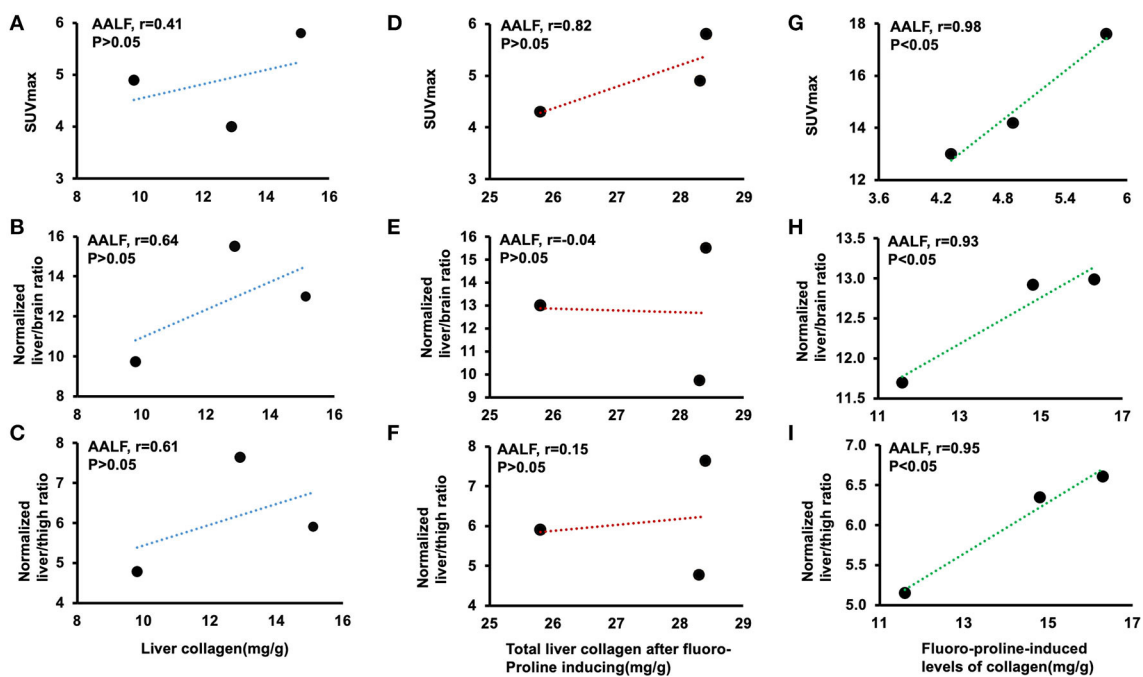 A
AALF, r=0.41
P>0.05
SUVmax
6
5
4
3
8
10
12
14
16
D
AALF, r=0.82
P>0.05
SUVmax
6
5
4
3
25
26
27
28
29
G
AALF, r=0.98
P<0.05
SUVmax
18
16
14
12
3.6
4.2
4.8
5.4
6
B
AALF, r=0.64
P>0.05
Normalized
liver/brain ratio
16
14
12
10
8
8
10
12
14
16
E
AALF, r=-0.04
P>0.05
Normalized
liver/brain ratio
16
15
14
13
12
11
10
9
25
26
27
28
29
H
AALF, r=0.93
P<0.05
Normalized
liver/brain ratio
13.5
13.0
12.5
12.0
11.5
11
13
15
17
C
AALF, r=0.61
P>0.05
Normalized
liver/thigh ratio
8
7
6
5
4
8
10
12
14
16
Liver collagen(mg/g)
F
AALF, r=0.15
P>0.05
Normalized
liver/thigh ratio
8
7
6
5
4
25
26
27
28
29
Total liver collagen after fluoro-
Proline inducing(mg/g)
I
AALF, r=0.95
P<0.05
Normalized
liver/thigh ratio
7.0
6.5
6.0
5.5
5.0
11
13
15
17
Fluoro-proline-induced
levels of collagen(mg/g)